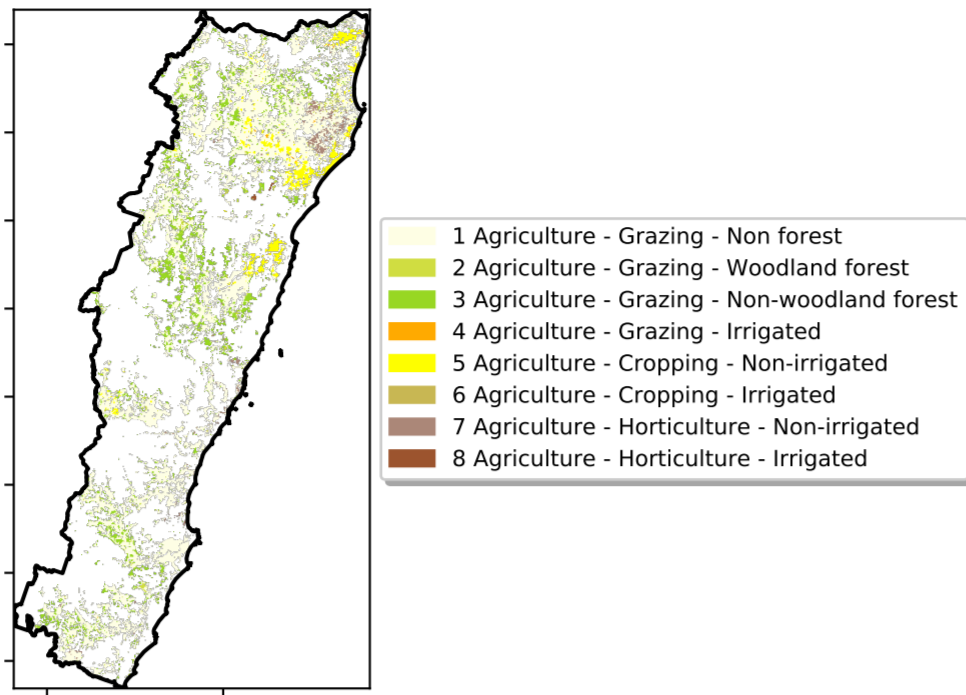 1 Agriculture - Grazing - Non forest
2 Agriculture - Grazing - Woodland forest
3 Agriculture - Grazing - Non-woodland forest
4 Agriculture - Grazing - Irrigated
5 Agriculture - Cropping - Non-irrigated
6 Agriculture - Cropping - Irrigated
7 Agriculture - Horticulture - Non-irrigated
8 Agriculture - Horticulture - Irrigated